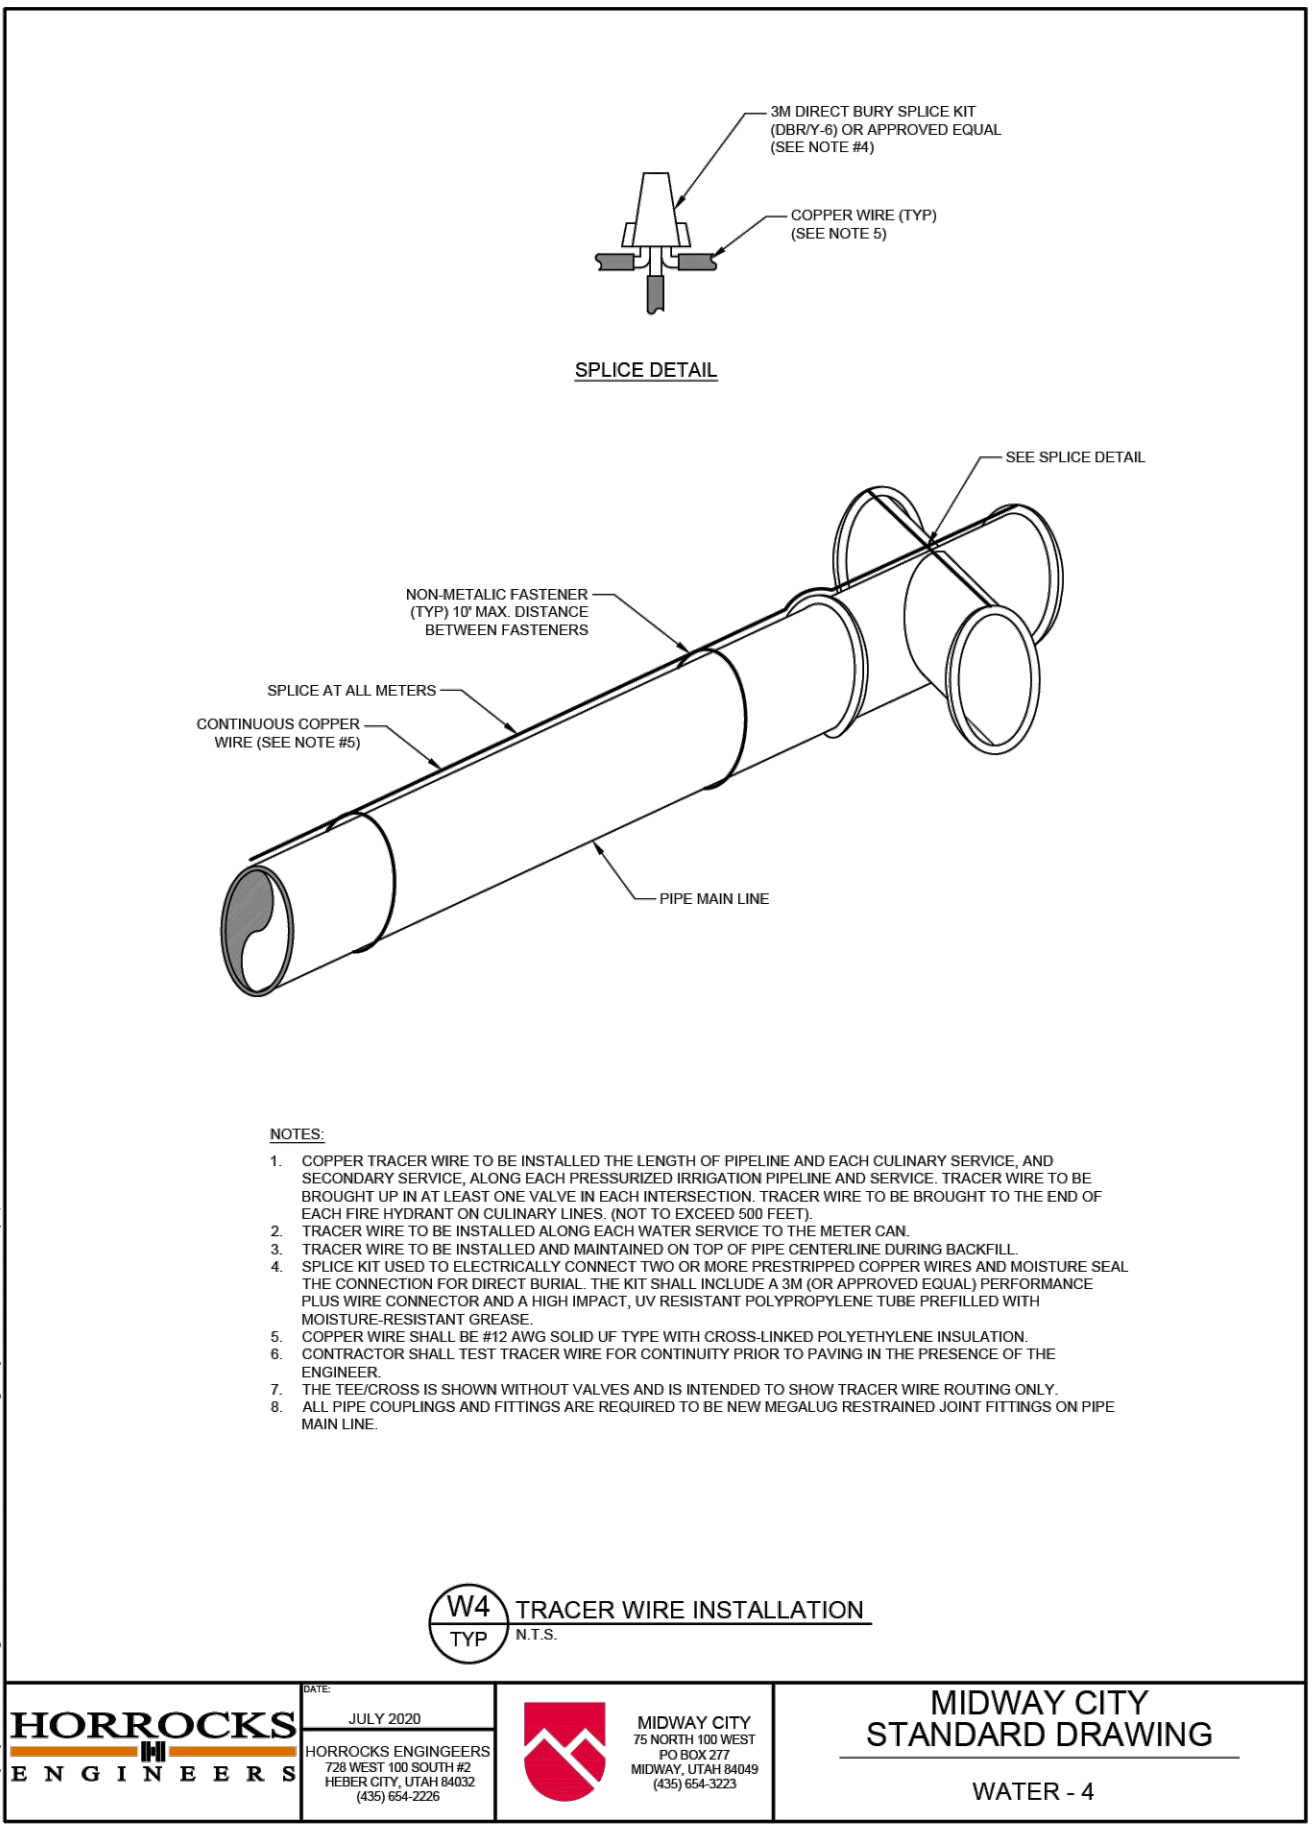 3M DIRECT BURY SPLICE KIT
(DBR/Y-6) OR APPROVED EQUAL
(SEE NOTE #4)
COPPER WIRE (TYP)
(SEE NOTE 5)
SPLICE DETAIL
SEE SPLICE DETAIL
NON-METALIC FASTENER
(TYP) 10' MAX. DISTANCE
BETWEEN FASTENERS
SPLICE AT ALL METERS
CONTINUOUS COPPER
WIRE (SEE NOTE #5)
PIPE MAIN LINE
NOTES:
1. COPPER TRACER WIRE TO BE INSTALLED THE LENGTH OF PIPELINE AND EACH CULINARY SERVICE, AND
SECONDARY SERVICE, ALONG EACH PRESSURIZED IRRIGATION PIPELINE AND SERVICE. TRACER WIRE TO BE
BROUGHT UP IN AT LEAST ONE VALVE IN EACH INTERSECTION. TRACER WIRE TO BE BROUGHT TO THE END OF
EACH FIRE HYDRANT ON CULINARY LINES. (NOT TO EXCEED 500 FEET).
2. TRACER WIRE TO BE INSTALLED ALONG EACH WATER SERVICE TO THE METER CAN.
3. TRACER WIRE TO BE INSTALLED AND MAINTAINED ON TOP OF PIPE CENTERLINE DURING BACKFILL.
4. SPLICE KIT USED TO ELECTRICALLY CONNECT TWO OR MORE PRESTRIPPED COPPER WIRES AND MOISTURE SEAL
THE CONNECTION FOR DIRECT BURIAL. THE KIT SHALL INCLUDE A 3M (OR APPROVED EQUAL) PERFORMANCE
PLUS WIRE CONNECTOR AND A HIGH IMPACT, UV RESISTANT POLYPROPYLENE TUBE PREFILLED WITH
MOISTURE-RESISTANT GREASE.
5. COPPER WIRE SHALL BE #12 AWG SOLID UF TYPE WITH CROSS-LINKED POLYETHYLENE INSULATION.
6. CONTRACTOR SHALL TEST TRACER WIRE FOR CONTINUITY PRIOR TO PAVING IN THE PRESENCE OF THE
ENGINEER.
7. THE TEE/CROSS IS SHOWN WITHOUT VALVES AND IS INTENDED TO SHOW TRACER WIRE ROUTING ONLY.
8. ALL PIPE COUPLINGS AND FITTINGS ARE REQUIRED TO BE NEW MEGALUG RESTRAINED JOINT FITTINGS ON PIPE
MAIN LINE.
W4
TYP
TRACER WIRE INSTALLATION
N.T.S.
HORROCKS
ENGINEERS
DATE:
JULY 2020
HORROCKS ENGINGEERS
728 WEST 100 SOUTH #2
HEBER CITY, UTAH 84032
(435) 654-2226
MIDWAY CITY
75 NORTH 100 WEST
PO BOX 277
MIDWAY, UTAH 84049
(435) 654-3223
MIDWAY CITY
STANDARD DRAWING
WATER - 4